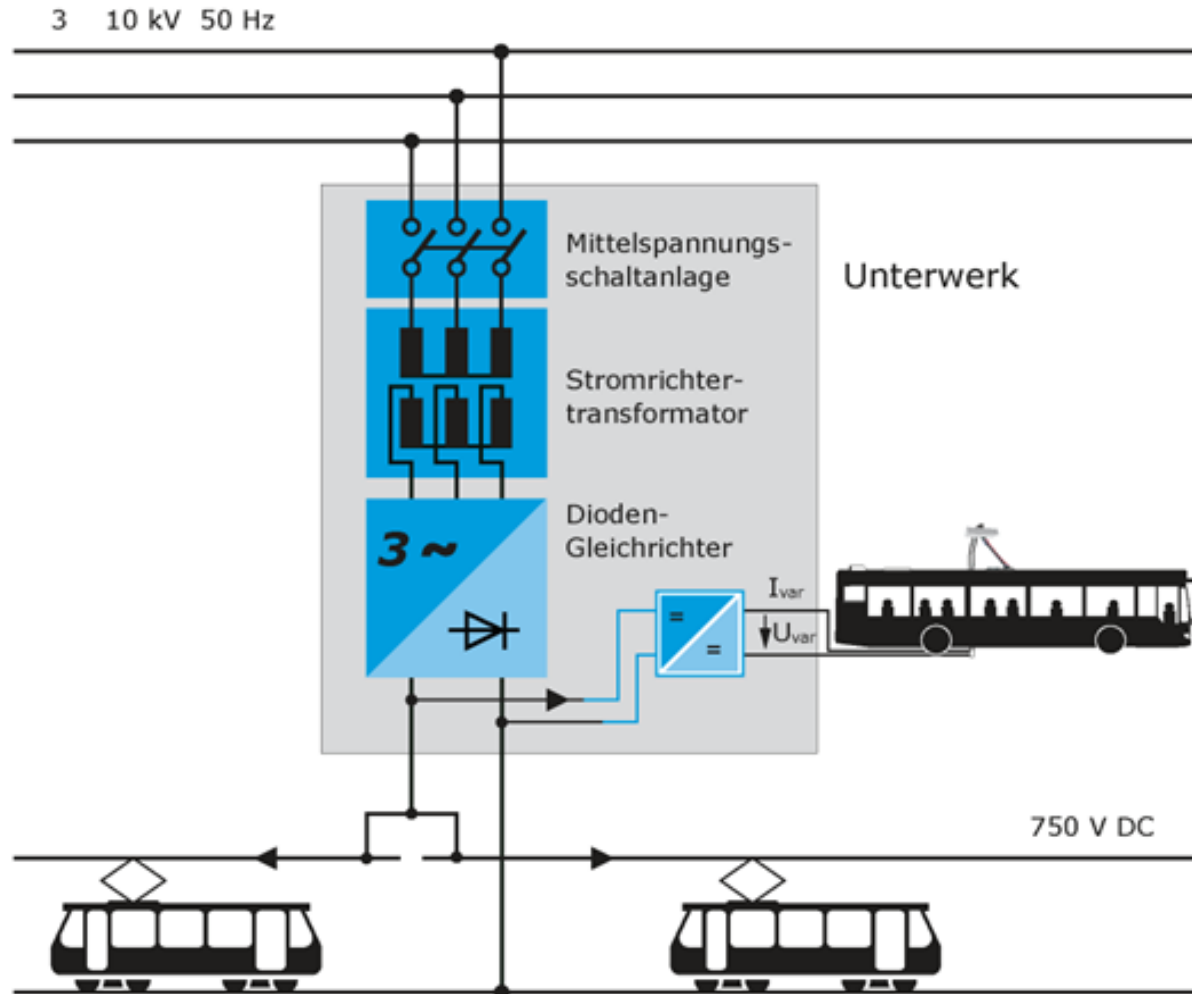 3 10 kV 50 Hz
Mittelspannungs-
schaltanlage
Unterwerk
Stromrichter-
transformator
Dioden-
Gleichrichter
3 ~
Ivar
=
Uvar
=
750 V DC